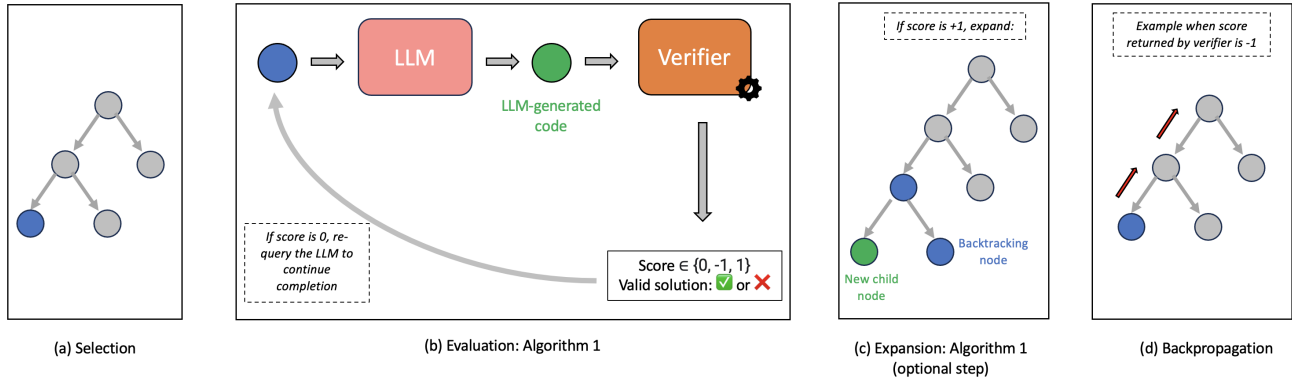 LLM
Verifier
LLM-generated
code
If score is 0, re-
query the LLM to
continue
completion
Score ∈ {0, -1, 1}
Valid solution: ✅ or ❌
If score is +1, expand:
Backtracking
node
New child
node
Example when score
returned by verifier is -1
(a) Selection
(b) Evaluation: Algorithm 1
(c) Expansion: Algorithm 1
(optional step)
(d) Backpropagation